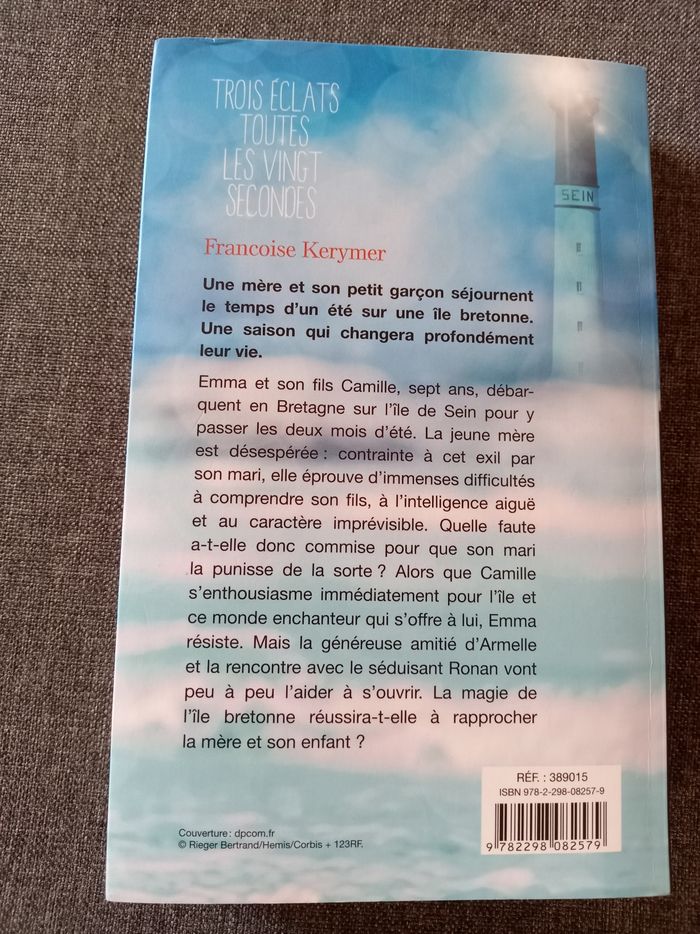 TROIS ÉCLATS
TOUTES
LES VINGT
SECONDES
SEIN
Francoise Kerymer
Une mère et son petit garçon séjournent
le temps d'un été sur une île bretonne.
Une saison qui changera profondément
leur vie.
Emma et son fils Camille, sept ans, débar-
quent en Bretagne sur l'île de Sein pour y
passer les deux mois d'été. La jeune mère
est désespérée : contrainte à cet exil par
son mari, elle éprouve d'immenses difficultés
à comprendre son fils, à l'intelligence aiguë
et au caractère imprévisible. Quelle faute
a-t-elle donc commise pour que son mari
la punisse de la sorte ? Alors que Camille
s'enthousiasme immédiatement pour l'île et
ce monde enchanteur qui s'offre à lui, Emma
résiste. Mais la généreuse amitié d'Armelle
et la rencontre avec le séduisant Ronan vont
peu à peu l'aider à s'ouvrir. La magie de
l'île bretonne réussira-t-elle à rapprocher
la mère et son enfant ?
RÉF. : 389015
ISBN 978-2-298-08257-9
9 782298 082579
Couverture : dpcom.fr
© Rieger Bertrand/Hemis/Corbis + 123RF.